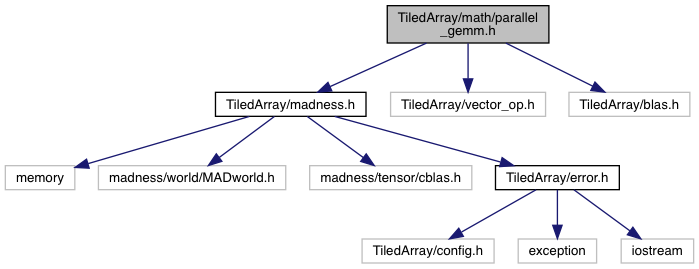 TiledArray/math/parallel
_gemm.h
TiledArray/madness.h
TiledArray/vector_op.h
TiledArray/blas.h
memory
madness/world/MADworld.h
madness/tensor/cblas.h
TiledArray/error.h
TiledArray/config.h
exception
iostream